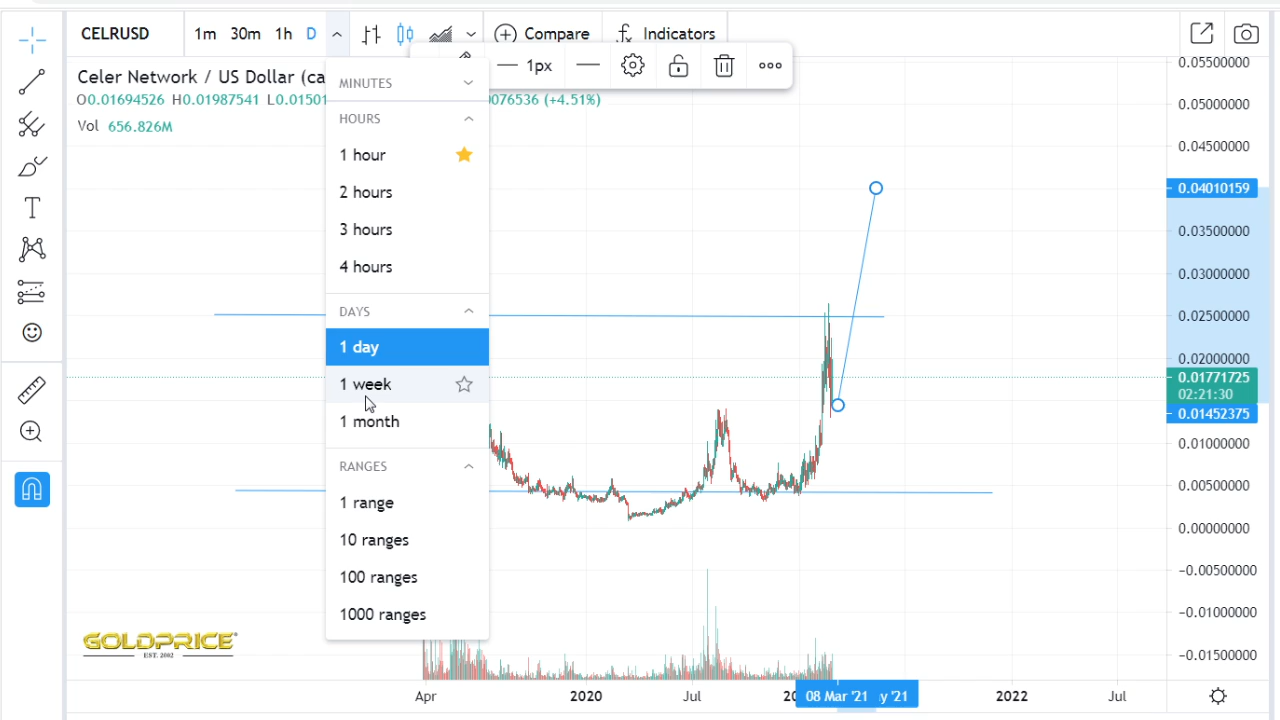 CELRUSD 1m 30m 1h D Compare Indicators
1px
Celer Network / US Dollar (ca
O0.01694526 H0.01987541 L0.01501 0076536 (+4.51%)
Vol 656.826M
MINUTES
HOURS
1 hour
2 hours
3 hours
4 hours
DAYS
1 day
1 week
1 month
RANGES
1 range
10 ranges
100 ranges
1000 ranges
0.05500000
0.05000000
0.04500000
0.04010159
0.03500000
0.03000000
0.02500000
0.02000000
0.01771725
02:21:30
0.01452375
0.01000000
0.00500000
0.00000000
−0.00500000
−0.01000000
−0.01500000
GOLDPRICE
EST. 2002
Apr 2020 Jul 20 08 Mar '21 y '21 2022 Jul